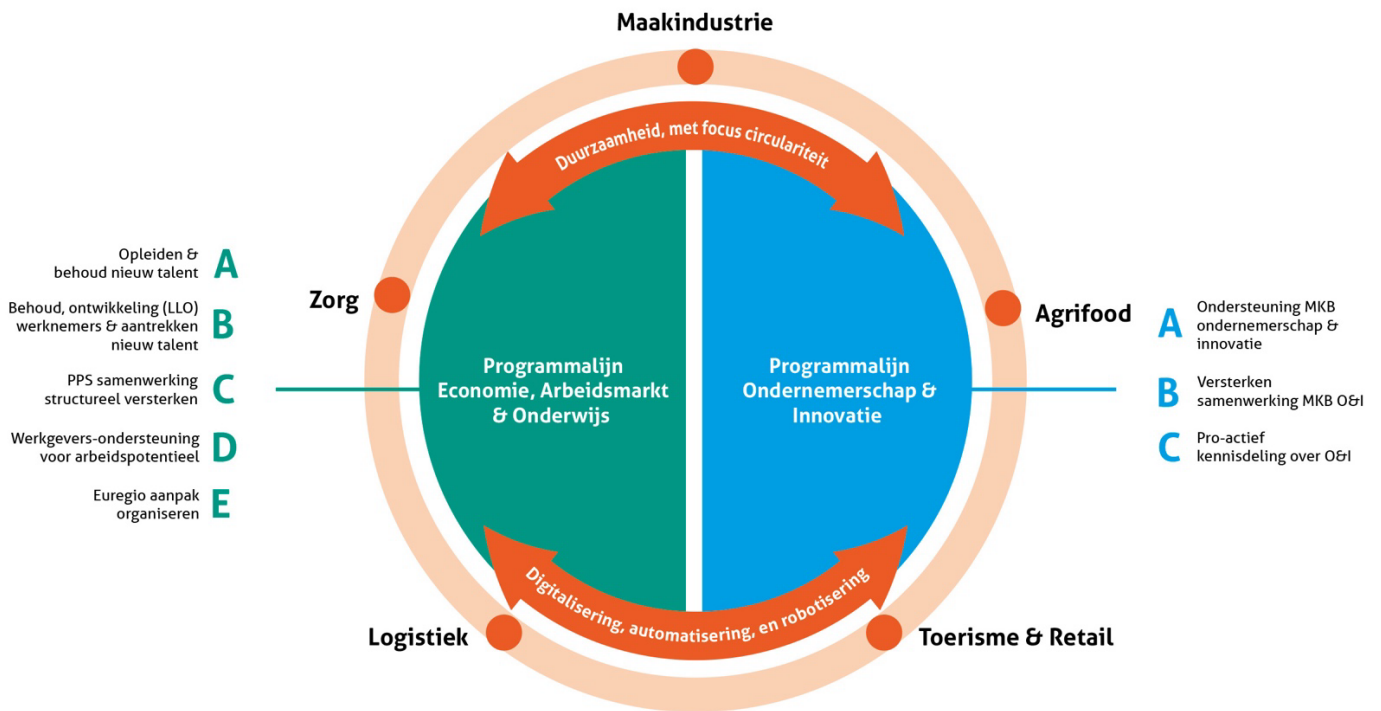 Maakindustrie
Duurzaamheid, met focus circulariteit
Zorg
Agrifood
Opleiden &
behoud nieuw talent
A
Behoud, ontwikkeling (LLO)
werknemers & aantrekken
nieuw talent
B
PPS samenwerking
structureel versterken
C
Werkgevers-ondersteuning
voor arbeidspotentieel
D
Euregio aanpak
organiseren
E
Programmalijn
Economie, Arbeidsmarkt
& Onderwijs
Programmalijn
Ondernemerschap &
Innovatie
A
Ondersteuning MKB
ondernemerschap &
innovatie
B
Versterken
samenwerking MKB O&I
C
Pro-actief
kennisdeling over O&I
Digitalisering, automatisering, en robotisering
Logistiek
Toerisme & Retail